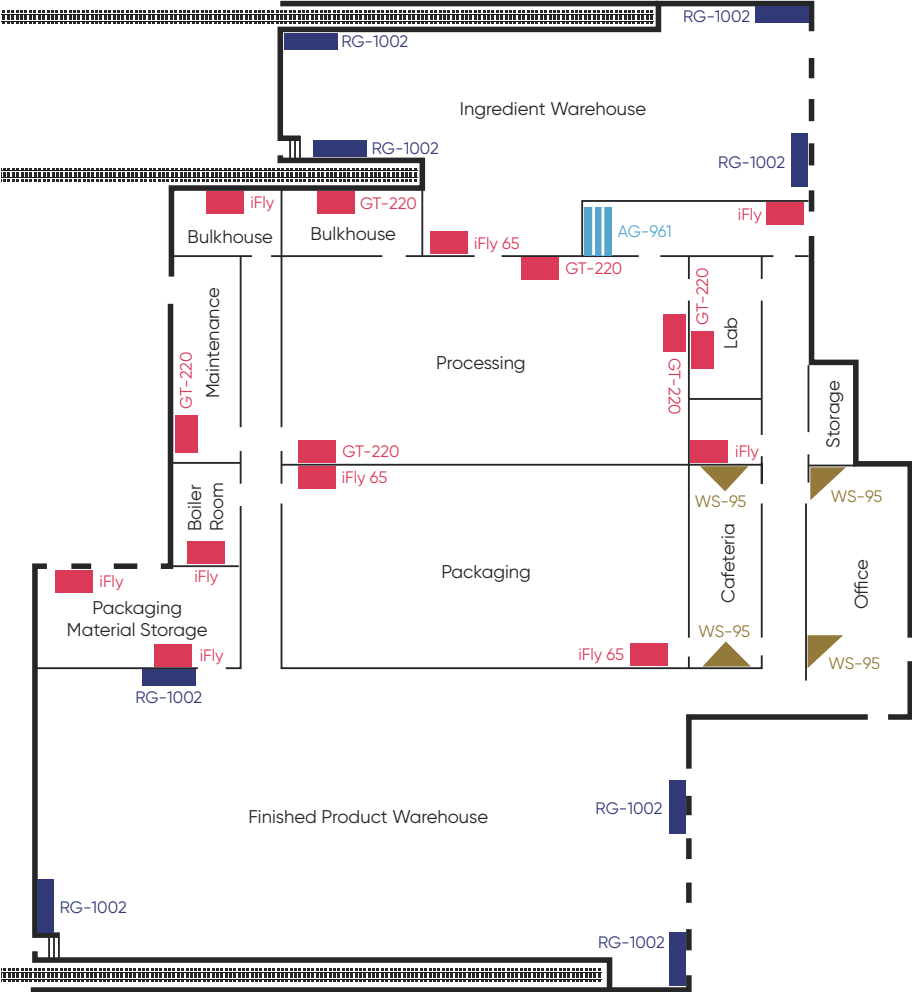 RG-1002
RG-1002
Ingredient Warehouse
RG-1002
RG-1002
iFly
GT-220
iFly
Bulkhouse
Bulkhouse
iFly 65
AG-961
GT-220
GT-220
Maintenance
Lab
GT-220
Processing
GT-220
Storage
GT-220
iFly
iFly 65
WS-95
WS-95
Boiler
Room
Cafeteria
Office
iFly
iFly
Packaging
Packaging
Material Storage
WS-95
iFly
iFly 65
WS-95
RG-1002
RG-1002
Finished Product Warehouse
RG-1002
RG-1002